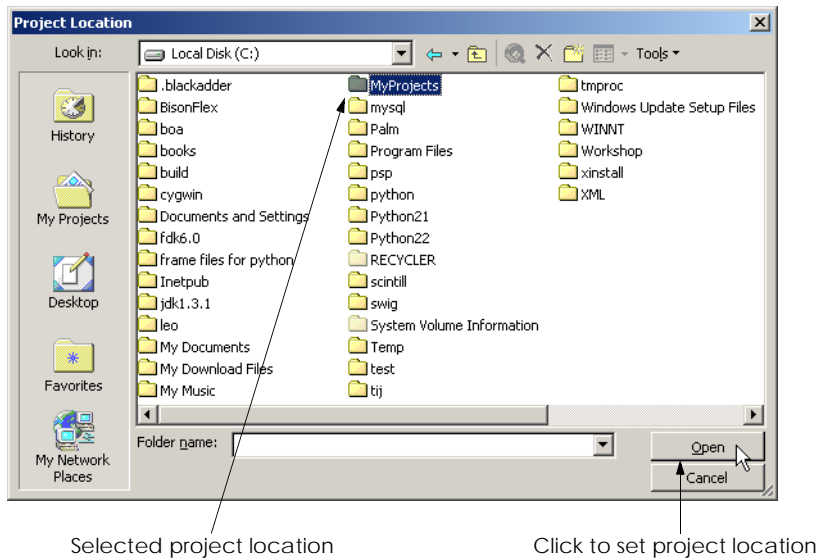 Project Location
Look in:
Local Disk (C:)
Tools
History
My Projects
Desktop
Favorites
My Network
Places
.blackadder
BisonFlex
boa
books
build
cygwin
Documents and Settings
fdk6.0
frame files for python
Inetpub
jdk1.3.1
leo
My Documents
My Download Files
My Music
MyProjects
mysql
Palm
Program Files
psp
python
Python21
Python22
RECYCLER
scintill
swig
System Volume Information
Temp
test
tij
tmproc
Windows Update Setup Files
WINNT
Workshop
xinstall
XML
Folder name:
Open
Cancel
Selected project location
Click to set project location